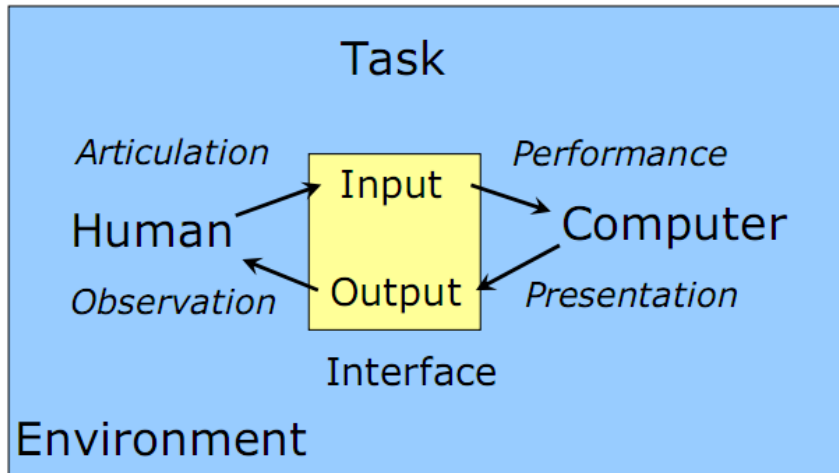 Task
Articulation
Performance
Input
Human
Computer
Observation
Output
Presentation
Interface
Environment